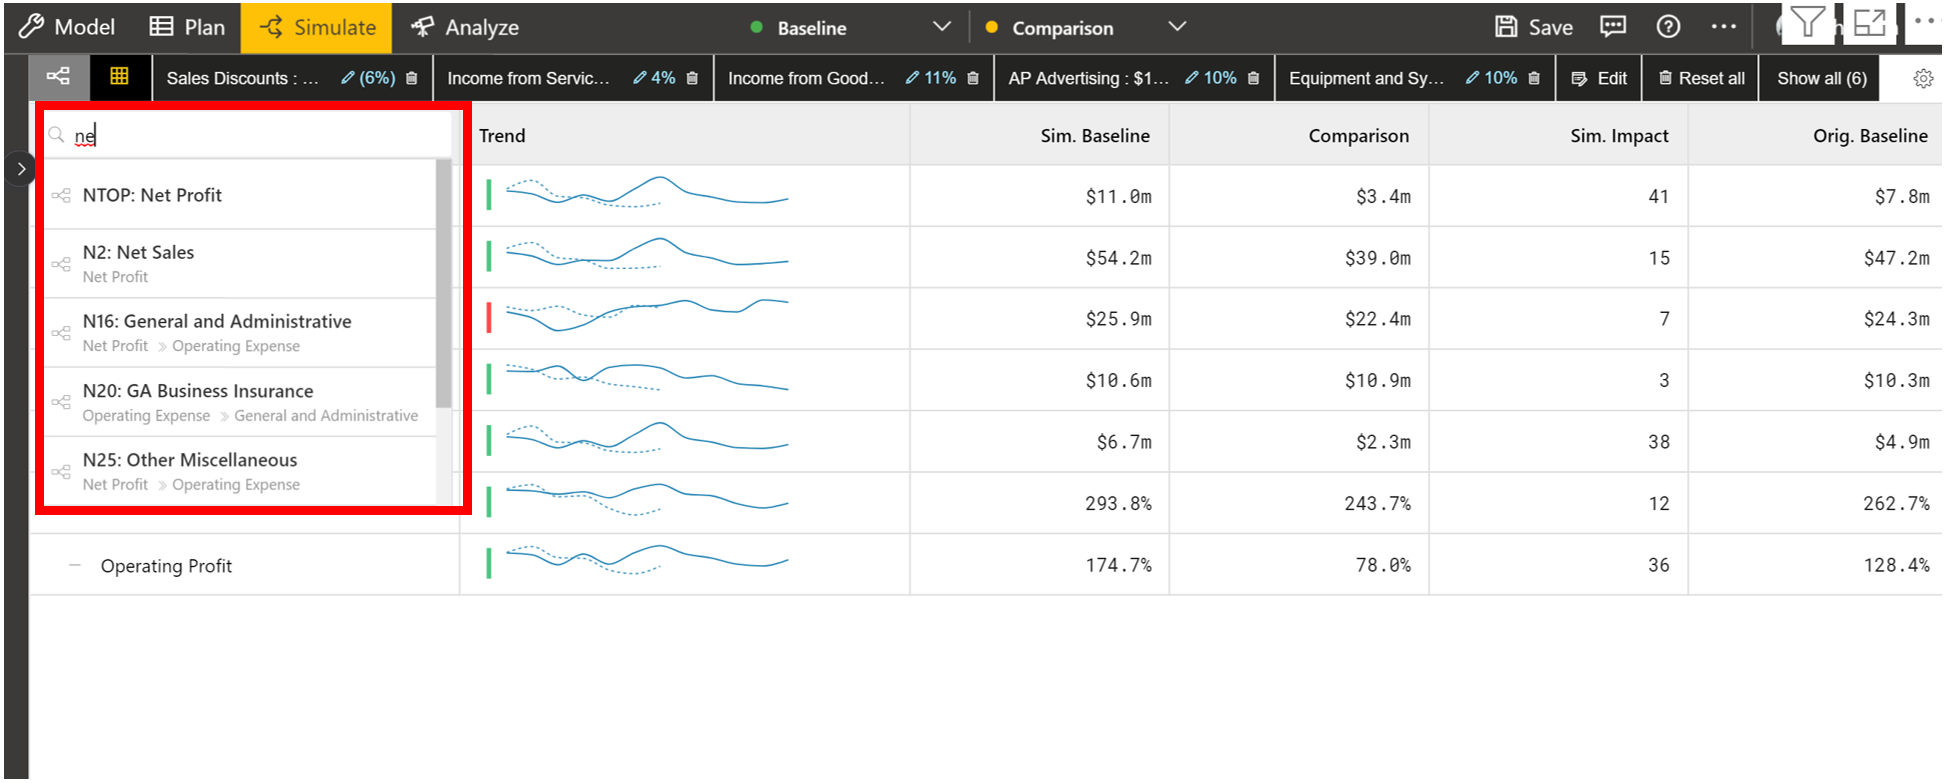 Model Plan Simulate Analyze Baseline Comparison Save
Sales Discounts : ... (6%) Income from Servic... 4% Income from Good... 11% AP Advertising : $1... 10% Equipment and Sy... 10% Edit Reset all Show all (6)
ne Trend Sim. Baseline Comparison Sim. Impact Orig. Baseline
NTOP: Net Profit $11.0m $3.4m 41 $7.8m
N2: Net Sales $54.2m $39.0m 15 $47.2m
Net Profit
N16: General and Administrative $25.9m $22.4m 7 $24.3m
Net Profit » Operating Expense
N20: GA Business Insurance $10.6m $10.9m 3 $10.3m
Operating Expense » General and Administrative
$6.7m $2.3m 38 $4.9m
N25: Other Miscellaneous
Net Profit » Operating Expense
293.8% 243.7% 12 262.7%
Operating Profit 174.7% 78.0% 36 128.4%